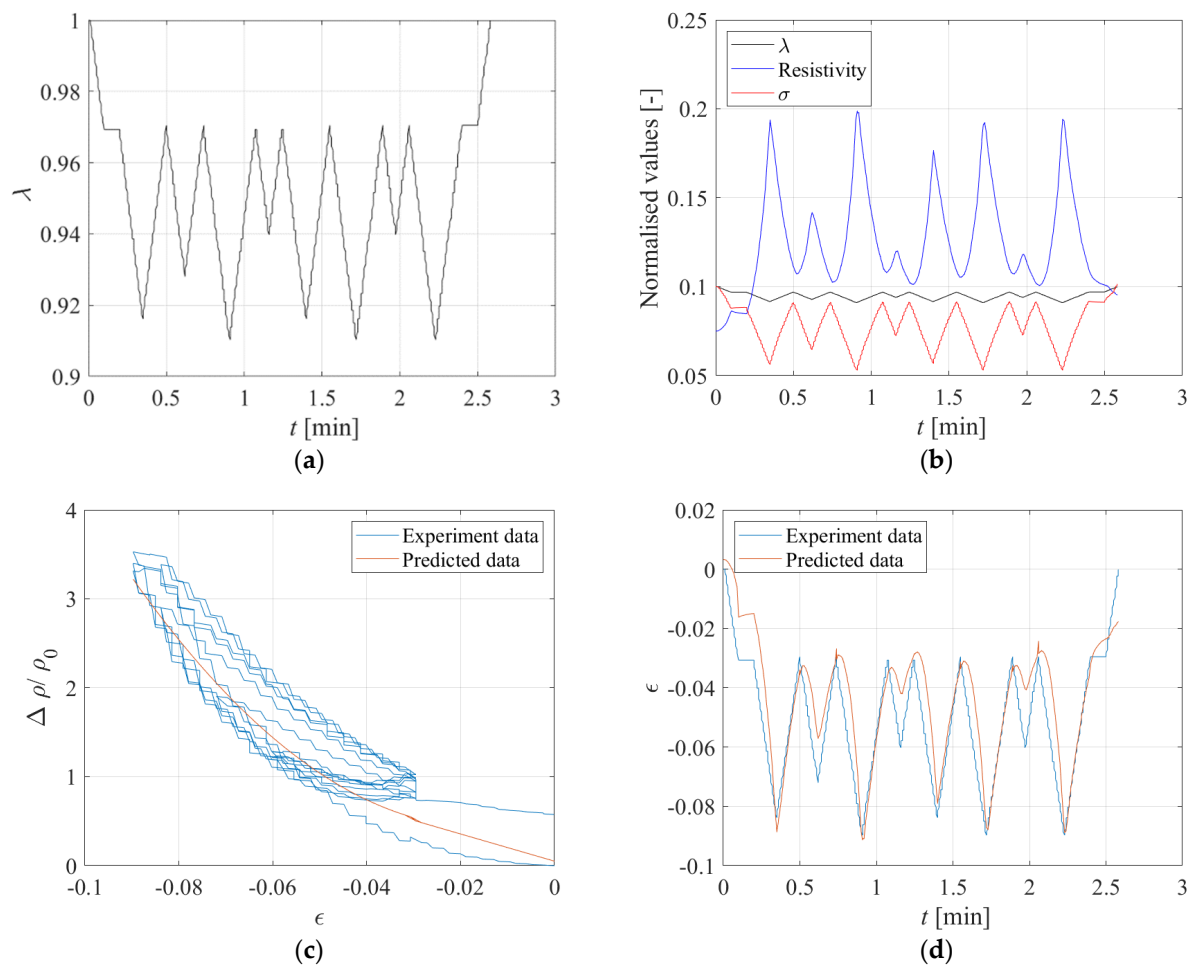 1
0.98
0.96
0.94
0.92
0.9
λ
0 0.5 1 1.5 2 2.5 3
t [min]
(a)
0.25
0.2
0.15
0.1
0.05
Normalised values [-]
λ
Resistivity
σ
0 0.5 1 1.5 2 2.5 3
t [min]
(b)
4
3
2
1
0
Δ ρ/ ρ0
Experiment data
Predicted data
-0.1 -0.08 -0.06 -0.04 -0.02 0
ϵ
(c)
0.02
0
-0.02
-0.04
-0.06
-0.08
-0.1
ϵ
Experiment data
Predicted data
0 0.5 1 1.5 2 2.5 3
t [min]
(d)